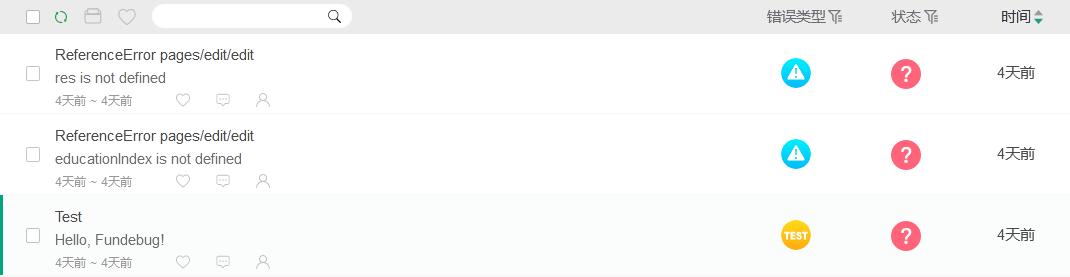 错误类型 状态 时间
ReferenceError pages/edit/edit
res is not defined
4天前 ~ 4天前
4天前
ReferenceError pages/edit/edit
educationIndex is not defined
4天前 ~ 4天前
4天前
Test
Hello, Fundebug!
4天前 ~ 4天前
TEST
4天前